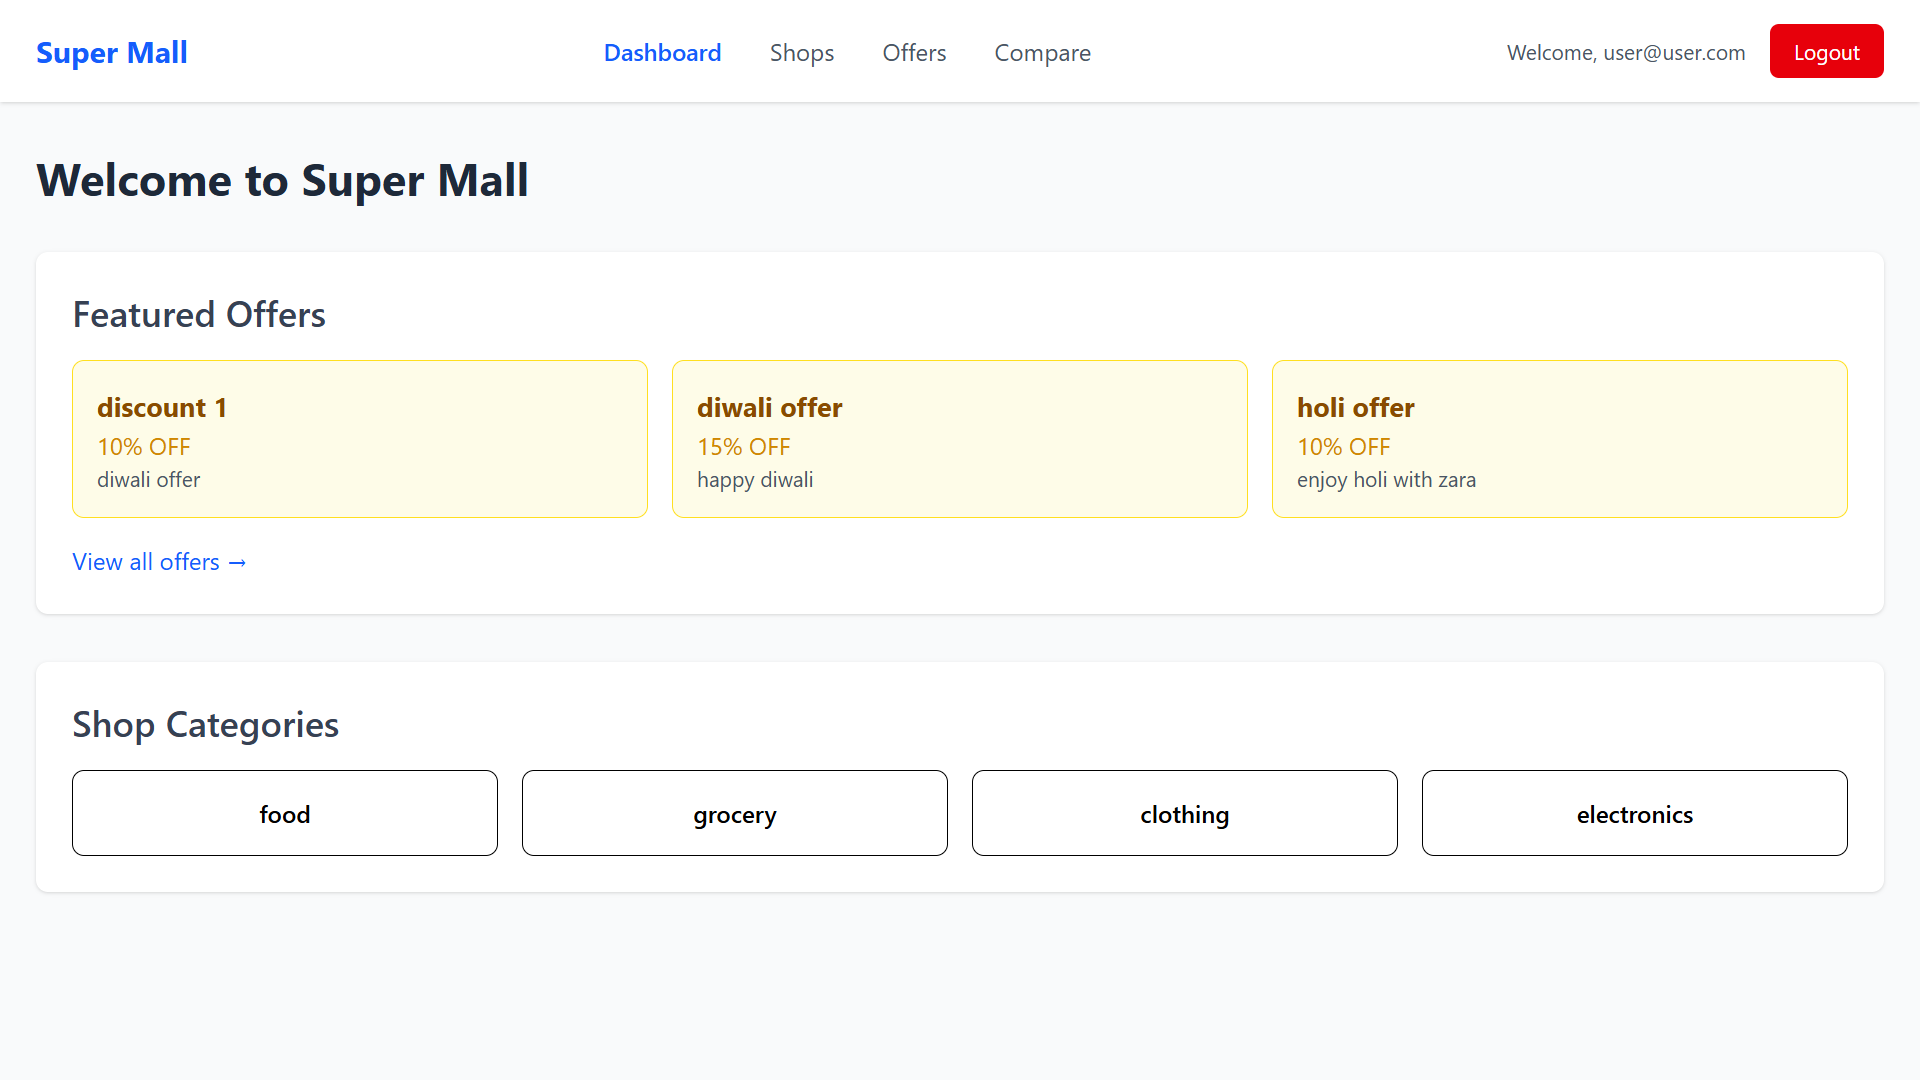 Super Mall
Dashboard Shops Offers Compare
Welcome, user@user.com Logout
Welcome to Super Mall
Featured Offers
discount 1
10% OFF
diwali offer
diwali offer
15% OFF
happy diwali
holi offer
10% OFF
enjoy holi with zara
View all offers →
Shop Categories
food
grocery
clothing
electronics